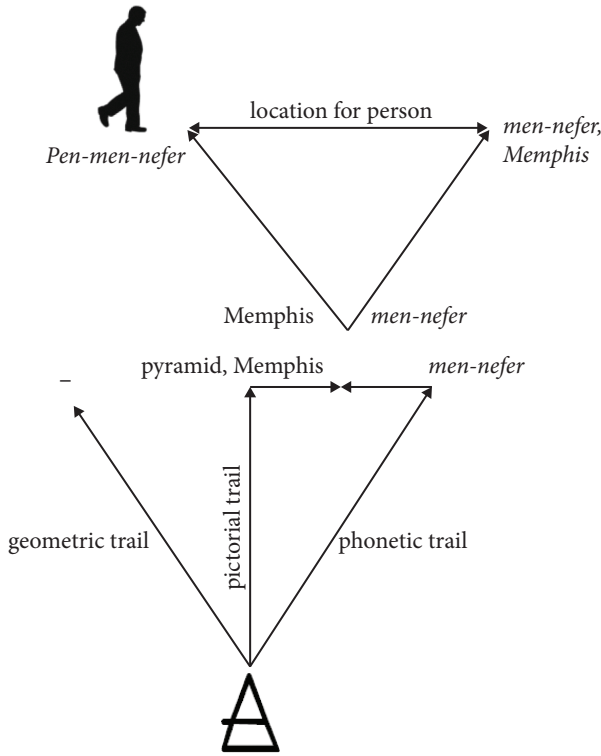 location for person
Pen-men-nefer
men-nefer,
Memphis
Memphis
men-nefer
pyramid, Memphis
men-nefer
–
geometric trail
pictorial trail
phonetic trail